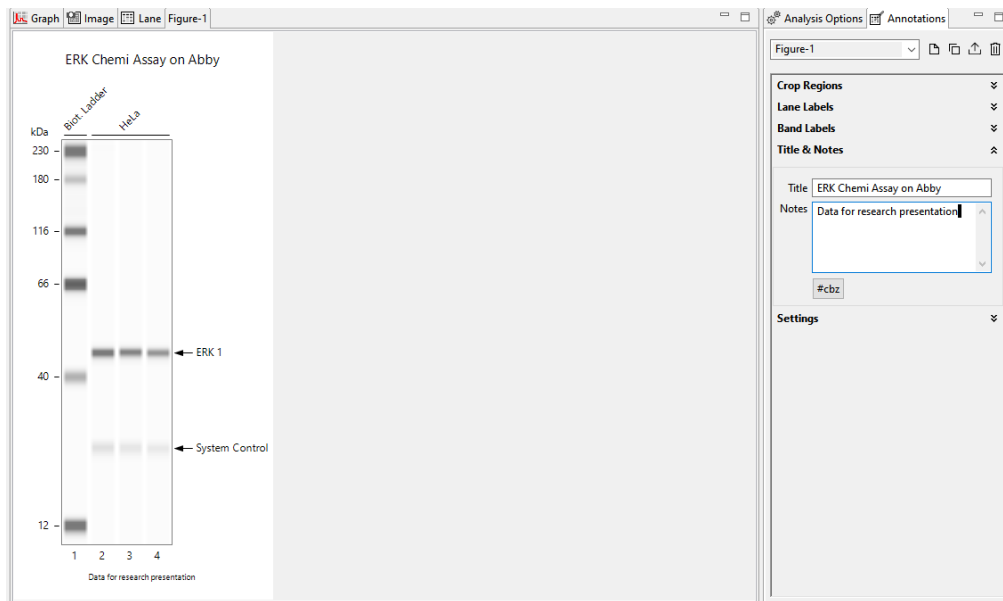 Graph Image Lane Figure-1
ERK Chemi Assay on Abby
Biot. Ladder
HeLa
kDa
230
180
116
66
ERK 1
40
System Control
12
1 2 3 4
Data for research presentation
Analysis Options Annotations
Figure-1
Crop Regions
Lane Labels
Band Labels
Title & Notes
Title ERK Chemi Assay on Abby
Notes Data for research presentation
#cbz
Settings